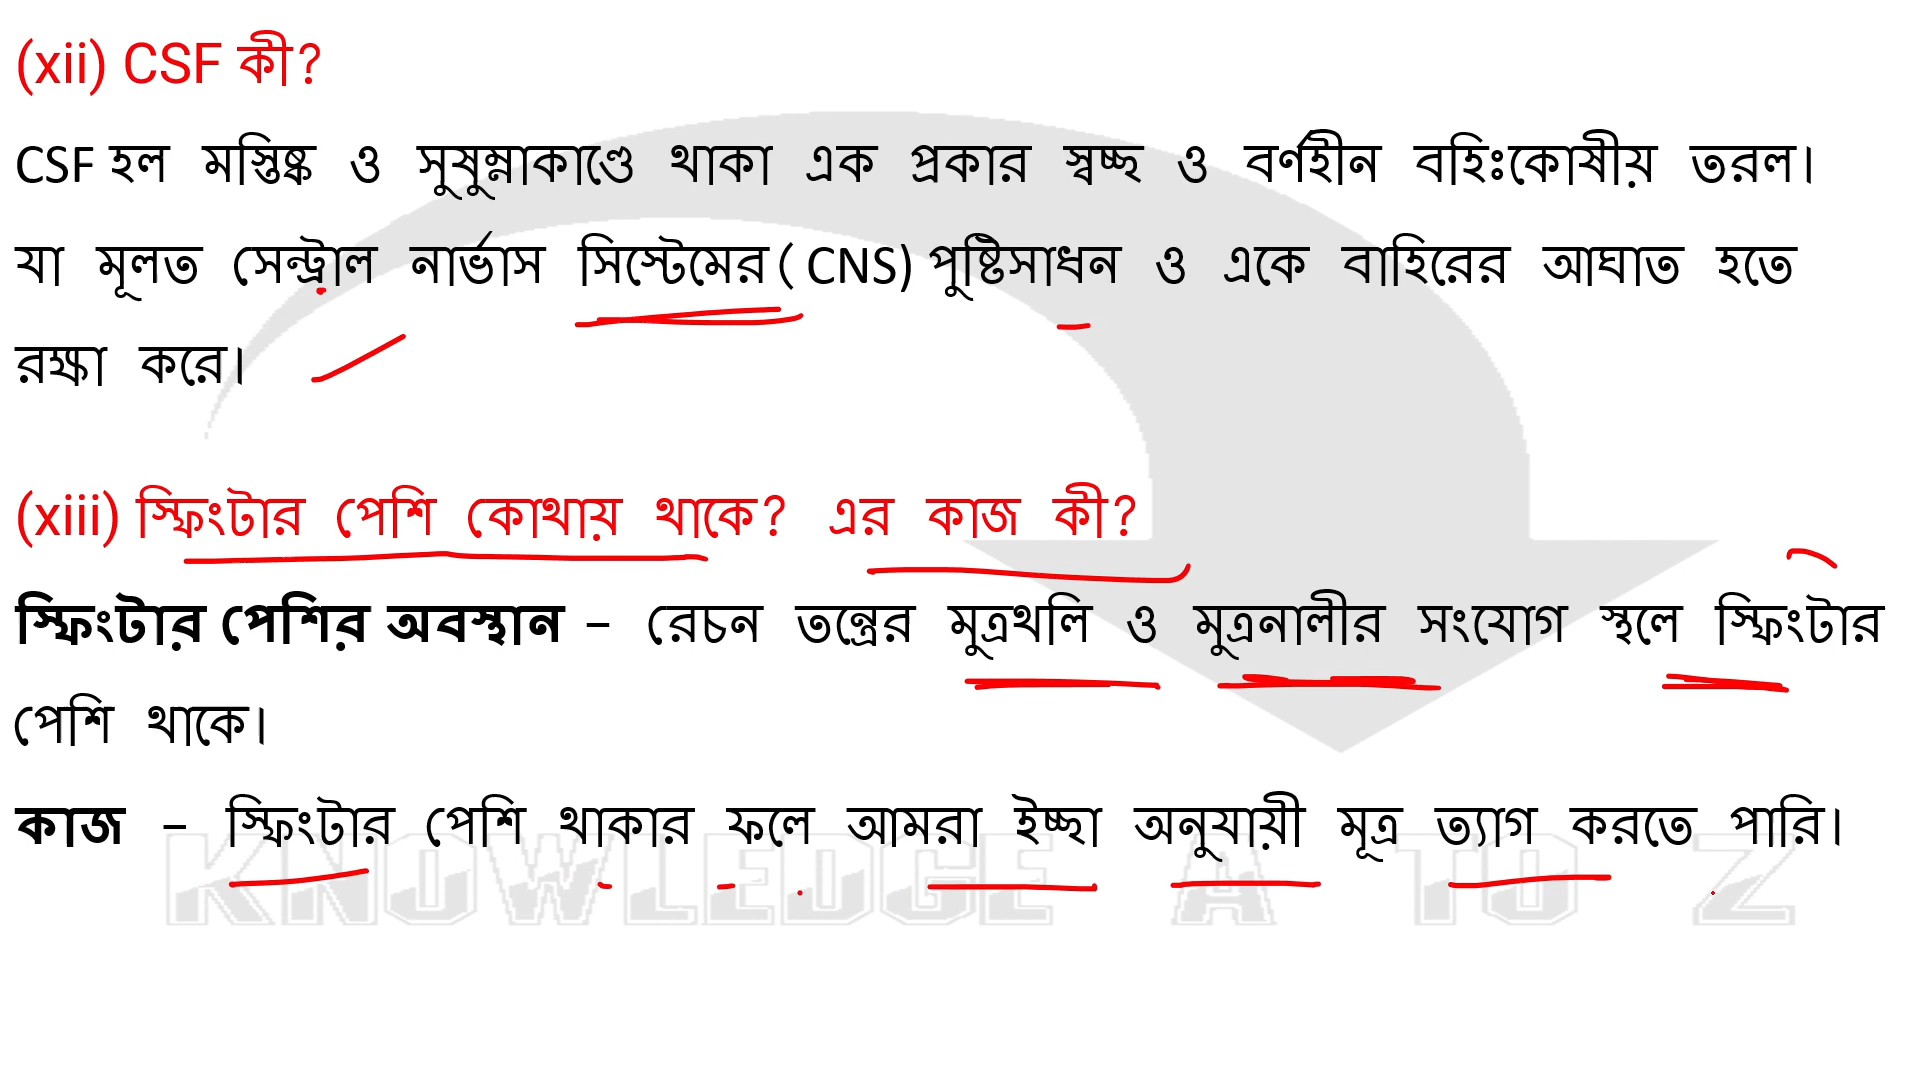 (xii) CSF কী?
CSF হল মস্তিষ্ক ও সুষুম্নাকাণ্ডে থাকা এক প্রকার স্বচ্ছ ও বর্ণহীন বহিঃকোষীয় তরল।
যা মূলত সেন্ট্রাল নার্ভাস সিস্টেমের ( CNS) পুষ্টিসাধন ও একে বাহিরের আঘাত হতে
রক্ষা করে।
(xiii) স্ফিংটার পেশি কোথায় থাকে? এর কাজ কী?
স্ফিংটার পেশির অবস্থান – রেচন তন্ত্রের মুত্রথলি ও মুত্রনালীর সংযোগ স্থলে স্ফিংটার
পেশি থাকে।
কাজ – স্ফিংটার পেশি থাকার ফলে আমরা ইচ্ছা অনুযায়ী মূত্র ত্যাগ করতে পারি।
KNOWLEDGE A TO Z